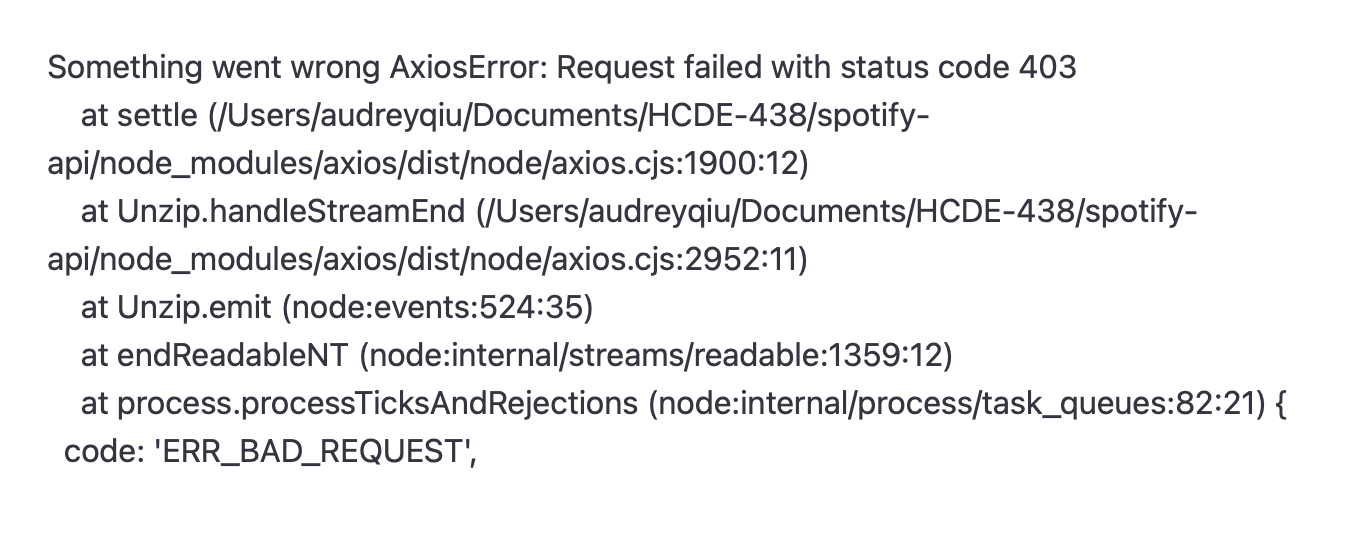 Something went wrong AxiosError: Request failed with status code 403
at settle (/Users/audreyqiu/Documents/HCDE-438/spotify-
api/node_modules/axios/dist/node/axios.cjs:1900:12)
at Unzip.handleStreamEnd (/Users/audreyqiu/Documents/HCDE-438/spotify-
api/node_modules/axios/dist/node/axios.cjs:2952:11)
at Unzip.emit (node:events:524:35)
at endReadableNT (node:internal/streams/readable:1359:12)
at process.processTicksAndRejections (node:internal/process/task_queues:82:21) {
code: 'ERR_BAD_REQUEST',